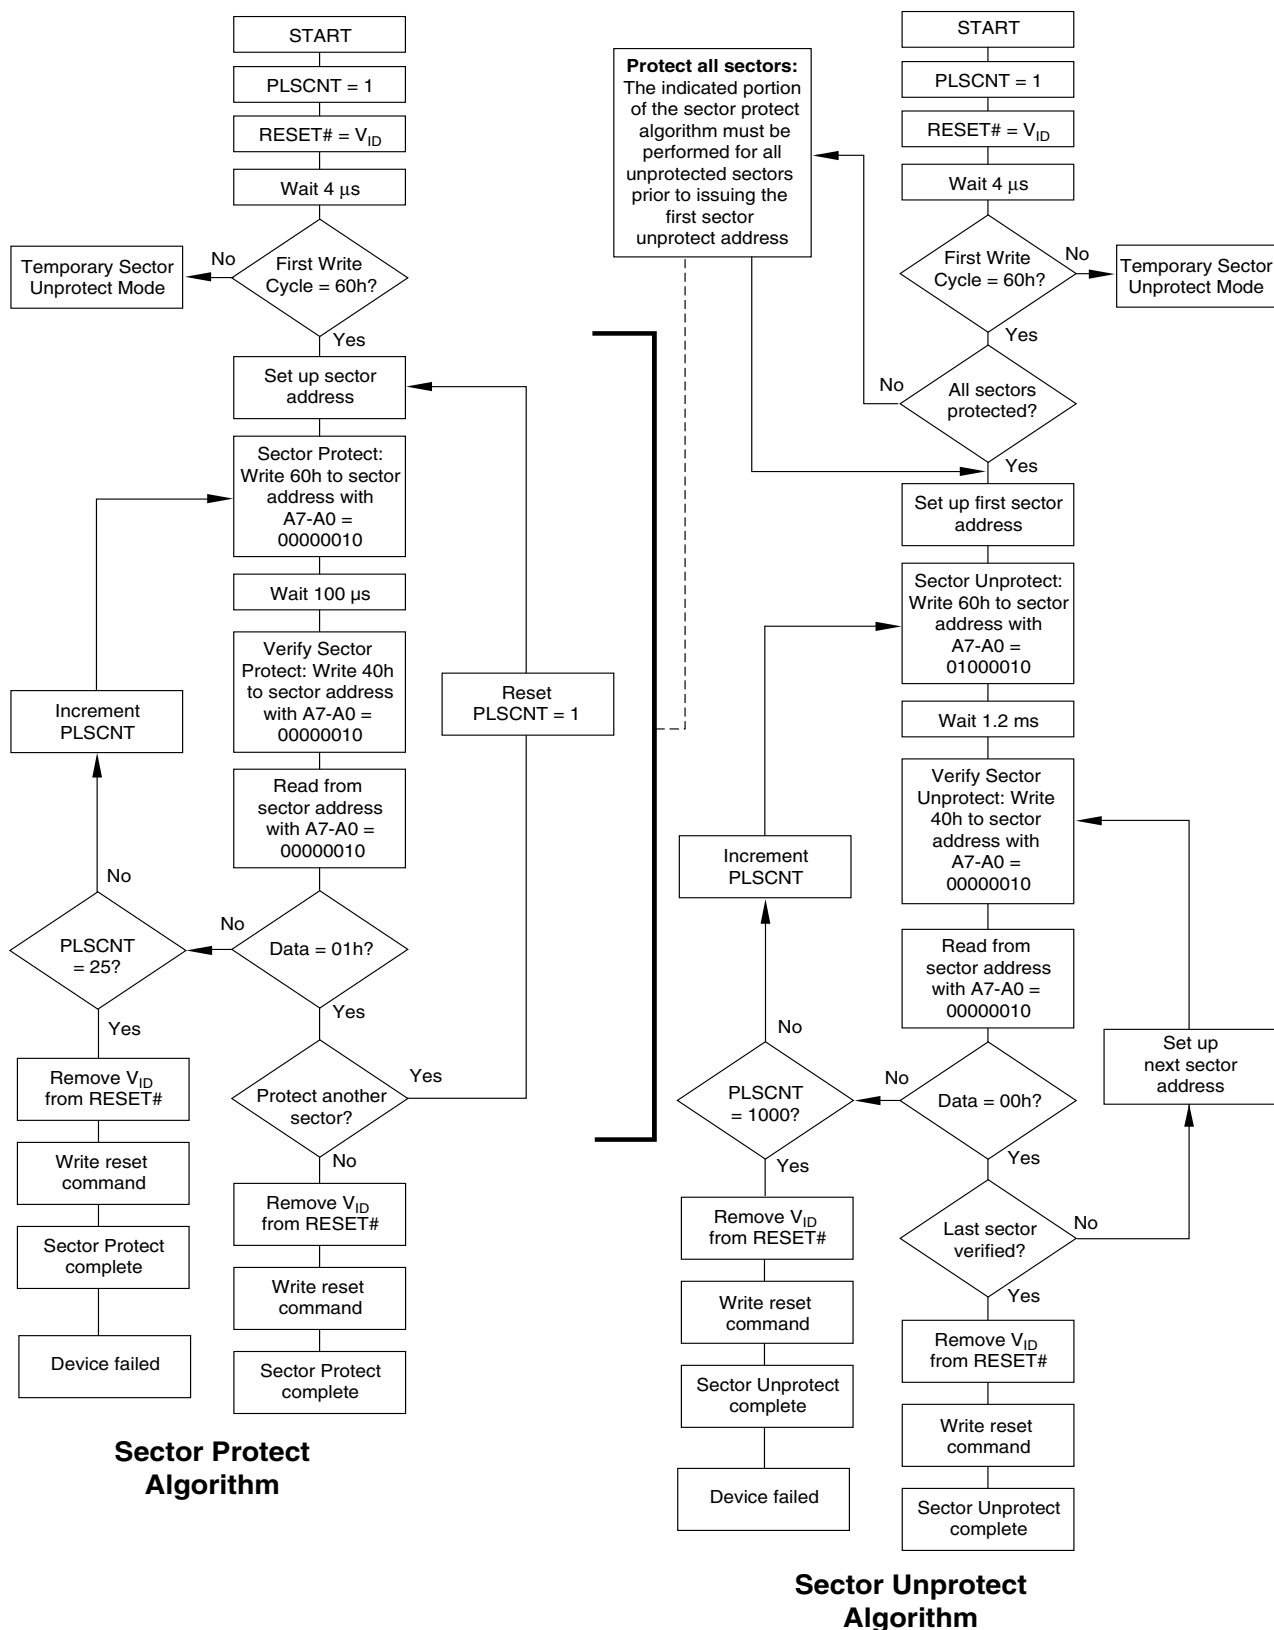 START
PLSCNT = 1
RESET# = VID
Wait 4 µs
First Write
Cycle = 60h?
No
Temporary Sector
Unprotect Mode
Yes
Set up sector
address
Sector Protect:
Write 60h to sector
address with
A7-A0 =
00000010
Wait 100 µs
Verify Sector
Protect: Write 40h
to sector address
with A7-A0 =
00000010
Read from
sector address
with A7-A0 =
00000010
Data = 01h?
No
PLSCNT
= 25?
No
Increment
PLSCNT
Yes
Remove VID
from RESET#
Write reset
command
Sector Protect
complete
Device failed
Yes
Protect another
sector?
Yes
Reset
PLSCNT = 1
No
Remove VID
from RESET#
Write reset
command
Sector Protect
complete
Sector Protect
Algorithm
Protect all sectors:
The indicated portion
of the sector protect
algorithm must be
performed for all
unprotected sectors
prior to issuing the
first sector
unprotect address
START
PLSCNT = 1
RESET# = VID
Wait 4 µs
First Write
Cycle = 60h?
No
Temporary Sector
Unprotect Mode
Yes
All sectors
protected?
No
Yes
Set up first sector
address
Sector Unprotect:
Write 60h to sector
address with
A7-A0 =
01000010
Wait 1.2 ms
Verify Sector
Unprotect: Write
40h to sector
address with
A7-A0 =
00000010
Read from
sector address
with A7-A0 =
00000010
Data = 00h?
No
PLSCNT
= 1000?
No
Increment
PLSCNT
Yes
Remove VID
from RESET#
Write reset
command
Sector Unprotect
complete
Device failed
Yes
Last sector
verified?
No
Set up
next sector
address
Yes
Remove VID
from RESET#
Write reset
command
Sector Unprotect
complete
Sector Unprotect
Algorithm